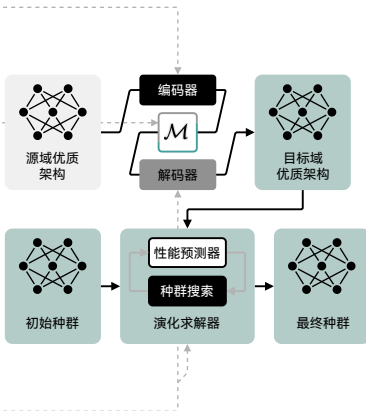 编码器
源域优质
架构
M
解码器
目标域
优质架构
初始种群
性能预测器
种群搜索
演化求解器
最终种群